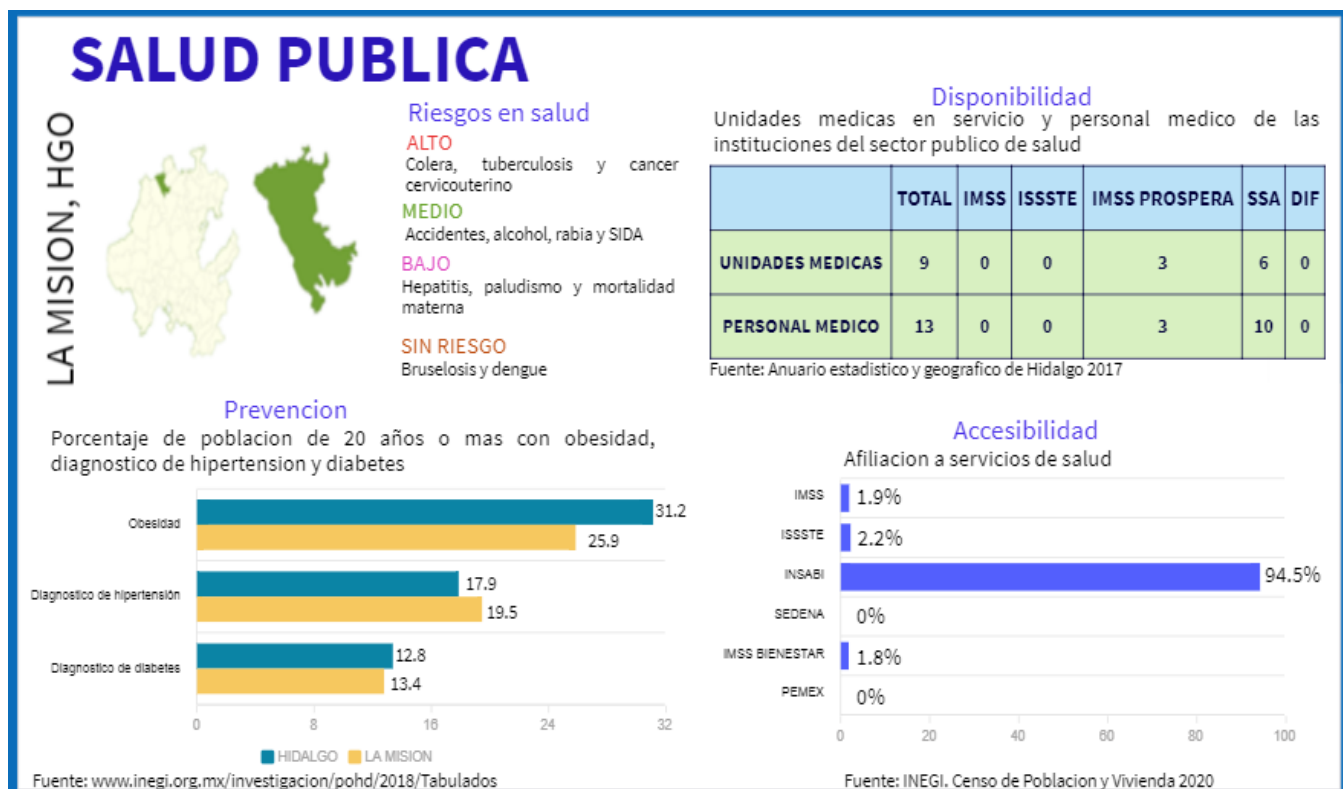 SALUD PUBLICA
LA MISION, HGO
Riesgos en salud
ALTO
Colera, tuberculosis y cancer
cervicouterino
MEDIO
Accidentes, alcohol, rabia y SIDA
BAJO
Hepatitis, paludismo y mortalidad
materna
SIN RIESGO
Bruselosis y dengue
Disponibilidad
Unidades medicas en servicio y personal medico de las
instituciones del sector publico de salud
TOTAL IMSS ISSSTE IMSS PROSPERA SSA DIF
UNIDADES MEDICAS 9 0 0 3 6 0
PERSONAL MEDICO 13 0 0 3 10 0
Fuente: Anuario estadistico y geografico de Hidalgo 2017
Prevencion
Porcentaje de poblacion de 20 años o mas con obesidad,
diagnostico de hipertension y diabetes
Obesidad 31.2
25.9
Diagnostico de hipertensión 17.9
19.5
Diagnostico de diabetes 12.8
13.4
0 8 16 24 32
HIDALGO LA MISION
Fuente: www.inegi.org.mx/investigacion/pohd/2018/Tabulados
Accesibilidad
Afiliacion a servicios de salud
IMSS 1.9%
ISSSTE 2.2%
INSABI 94.5%
SEDENA 0%
IMSS BIENESTAR 1.8%
PEMEX 0%
0 20 40 60 80 100
Fuente: INEGI. Censo de Poblacion y Vivienda 2020